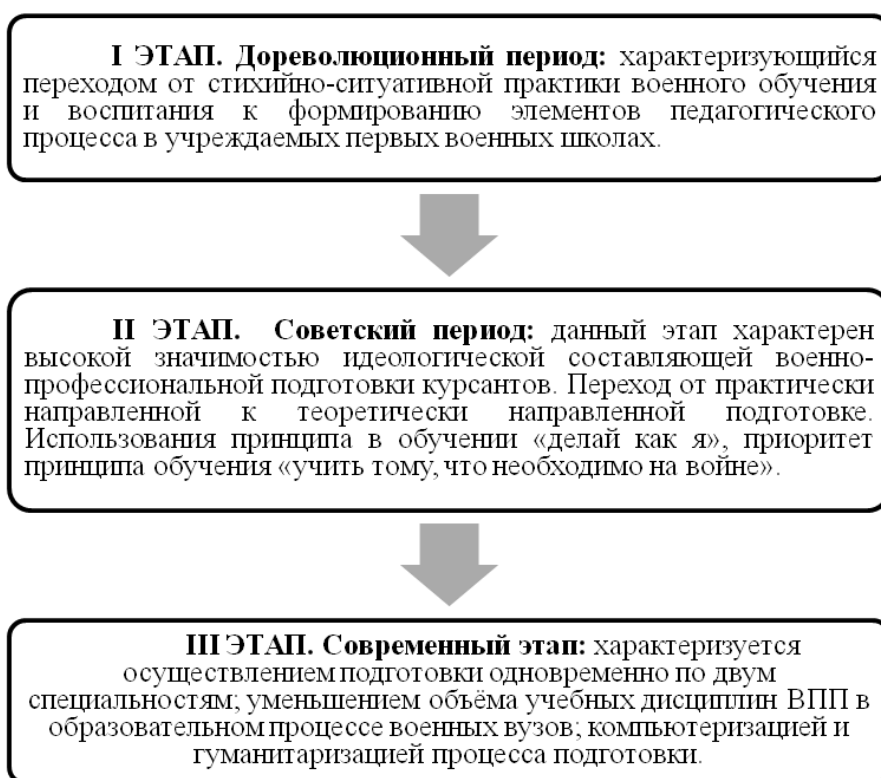 I ЭТАП. Дореволюционный период: характеризующийся
переходом от стихийно-ситуативной практики военного обучения
и воспитания к формированию элементов педагогического
процесса в учреждаемых первых военных школах.
II ЭТАП. Советский период: данный этап характерен
высокой значимостью идеологической составляющей военно-
профессиональной подготовки курсантов. Переход от практически
направленной к теоретически направленной подготовке.
Использования принципа в обучении «делай как я», приоритет
принципа обучения «учить тому, что необходимо на войне».
III ЭТАП. Современный этап: характеризуется
осуществлением подготовки одновременно по двум
специальностям; уменьшением объёма учебных дисциплин ВПП в
образовательном процессе военных вузов; компьютеризацией и
гуманитаризацией процесса подготовки.